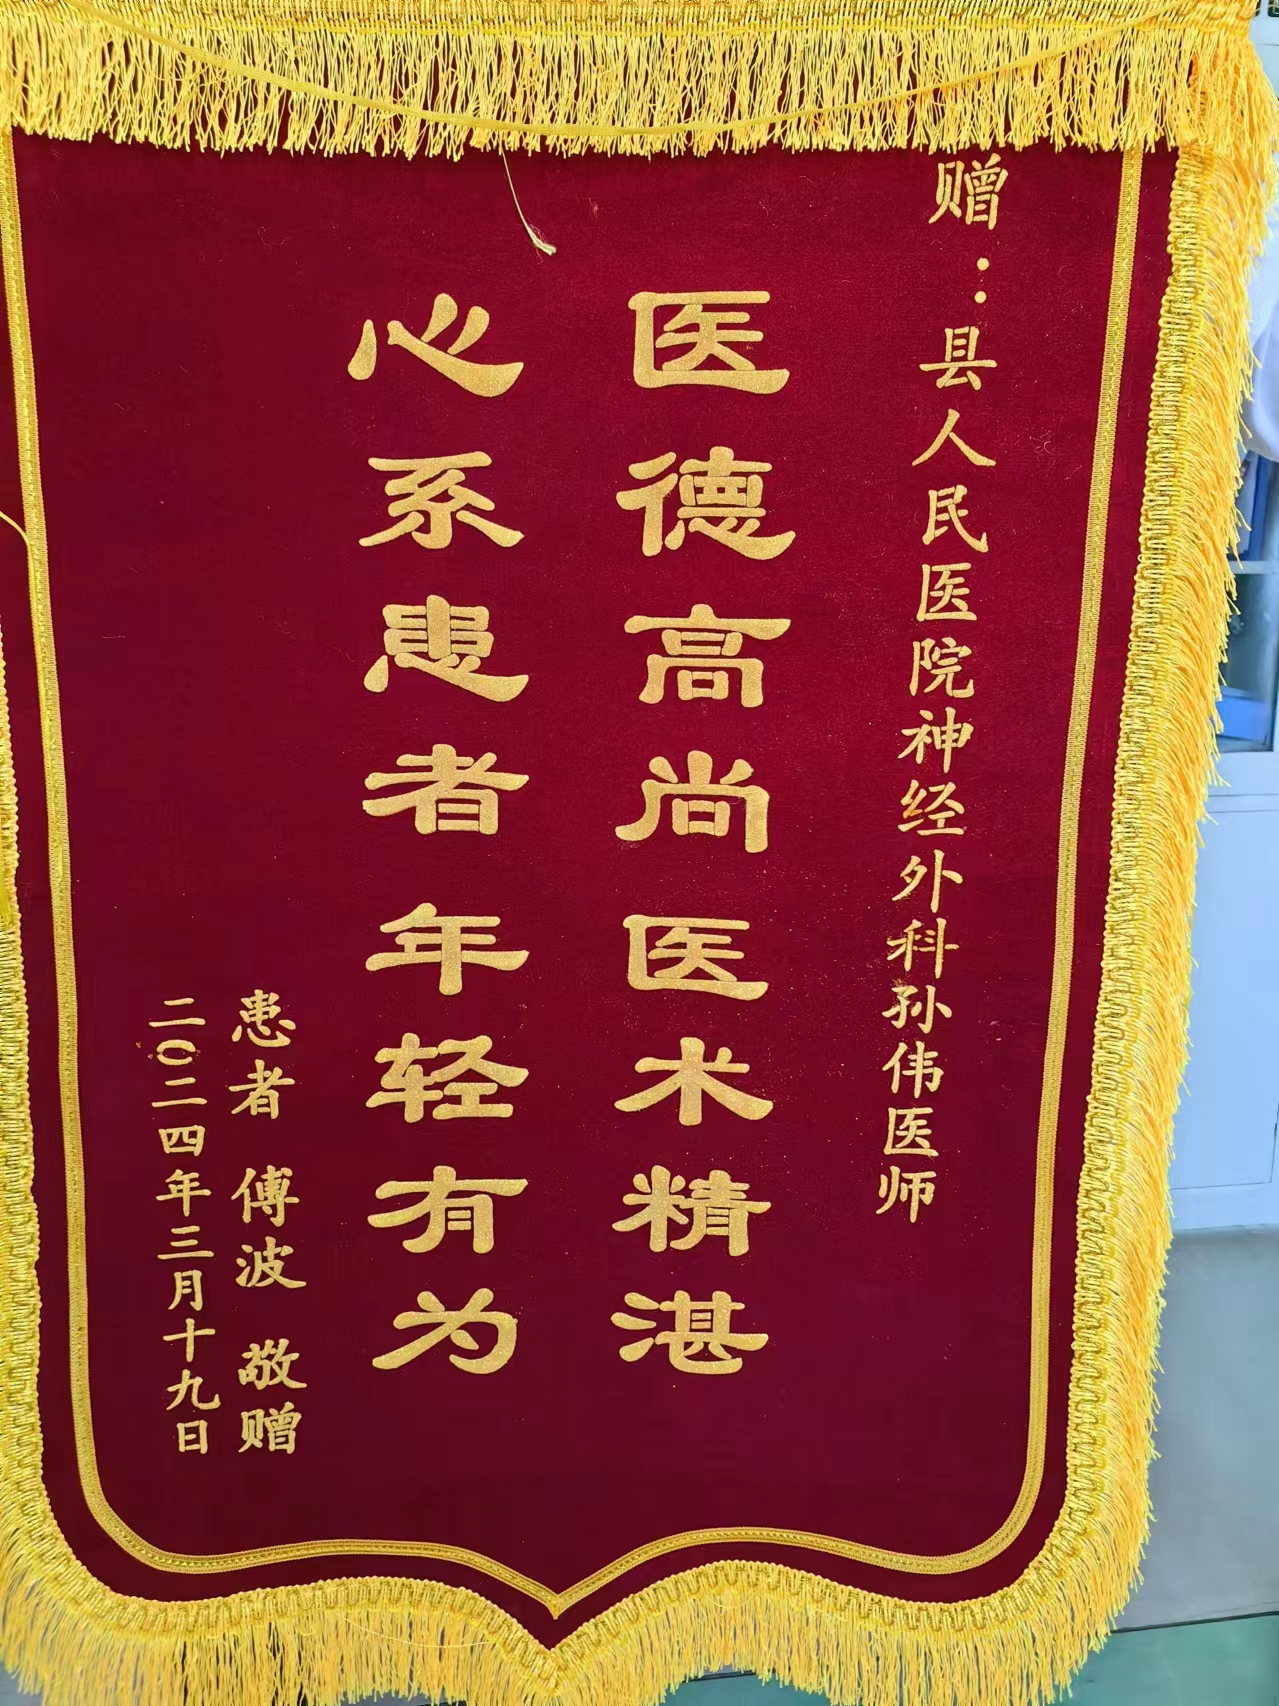 赠：县人民医院神经外科孙伟医师
医德高尚医术精湛
心系患者年轻有为
患者 傅波 敬赠
二〇二四年三月十九日